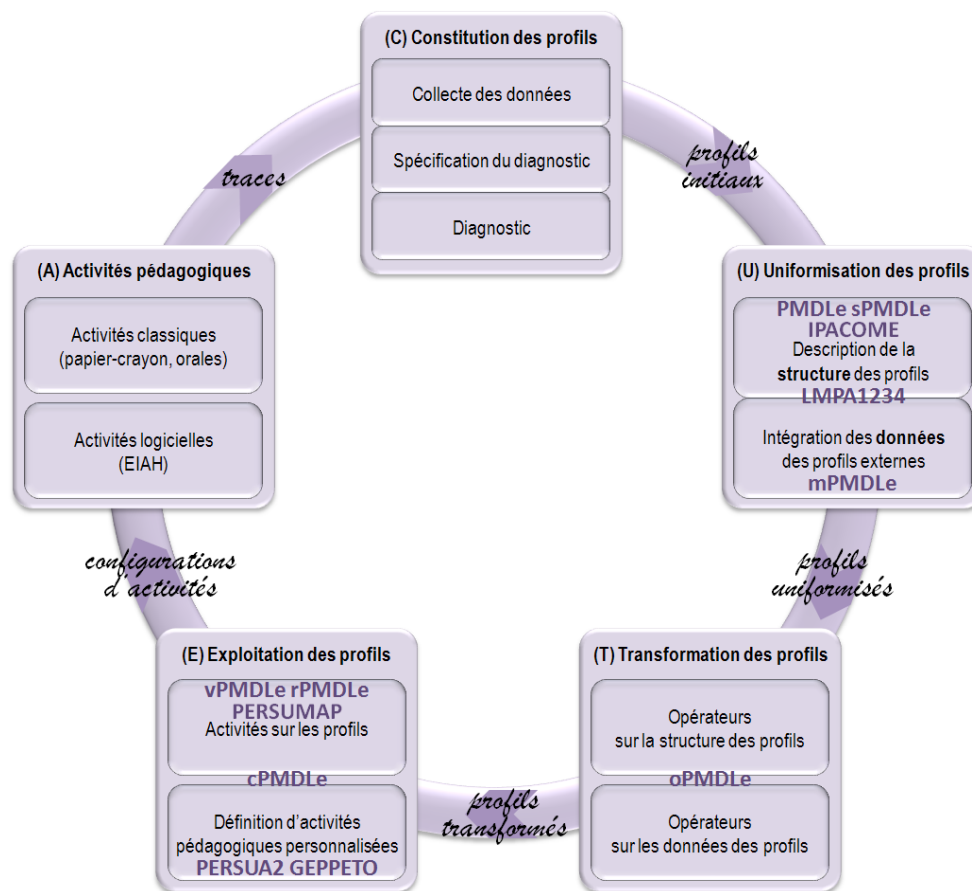 (C) Constitution des profils
Collecte des données
Spécification du diagnostic
Diagnostic
traces
profils
initiaux
(A) Activités pédagogiques
Activités classiques
(papier-crayon, orales)
Activités logicielles
(EIAH)
(U) Uniformisation des profils
PMDLe sPMDLe
IPACOME
Description de la
structure des profils
LMPA1234
Intégration des données
des profils externes
mPMDLe
configurations
d'activités
profils
uniformisés
(E) Exploitation des profils
vPMDLe rPMDLe
PERSUMAP
Activités sur les profils
cPMDLe
Définition d'activités
pédagogiques personnalisées
PERSUA2 GEPPETO
profils
transformés
(T) Transformation des profils
Opérateurs
sur la structure des profils
oPMDLe
Opérateurs
sur les données des profils